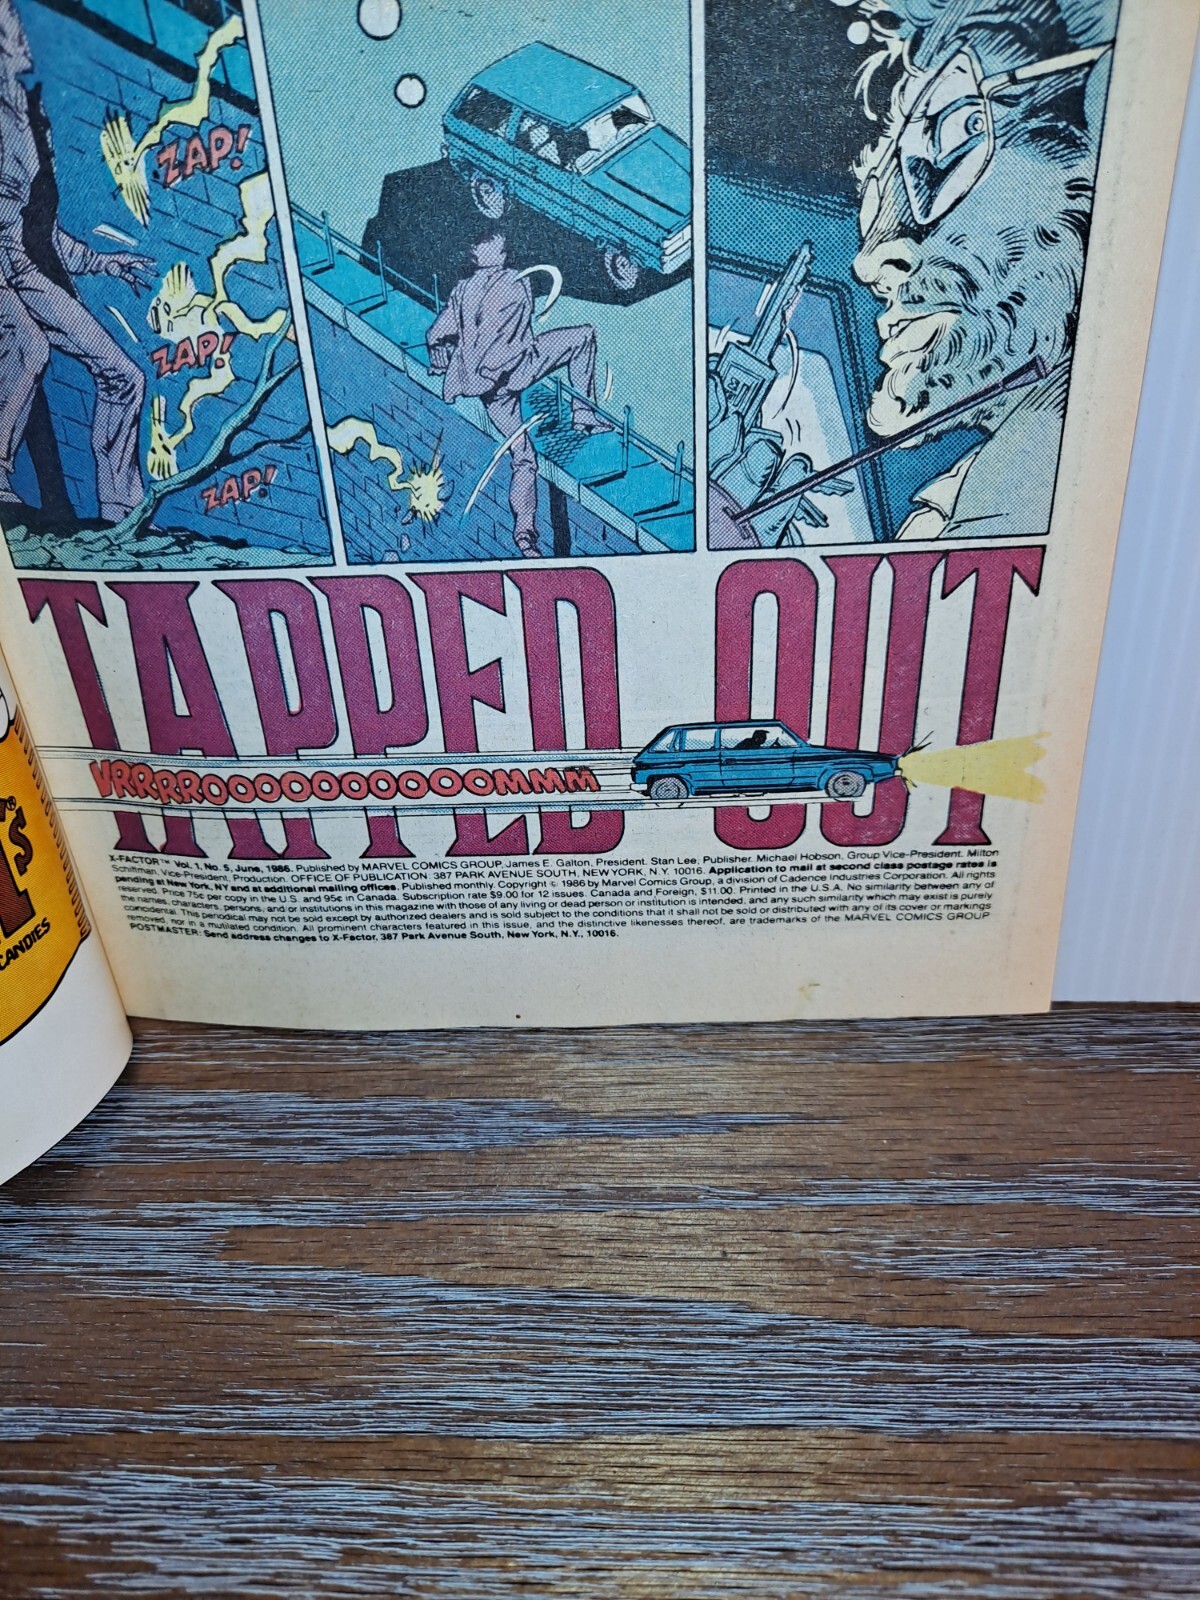 ZAP!
ZAP!
ZAP!
TAPPED OUT
VRRRRROOOOOOOOOOOOMMM
X-FACTOR™ Vol. 1, No. 5, June, 1986. Published by MARVEL COMICS GROUP, James E. Galton, President. Stan Lee, Publisher. Michael Hobson, Group Vice-President. Milton
Schiffman, Vice-President, Production. OFFICE OF PUBLICATION: 387 PARK AVENUE SOUTH, NEW YORK, N.Y. 10016. Application to mail at second class postage rates is
pending at New York, NY and at additional mailing offices. Published monthly. Copyright © 1986 by Marvel Comics Group, a division of Cadence Industries Corporation. All rights
reserved. Price 75¢ per copy in the U.S. and 95¢ in Canada. Subscription rate $9.00 for 12 issues. Canada and Foreign, $11.00. Printed in the U.S.A. No similarity between any of
the names, characters, persons, and/or institutions in this magazine with those of any living or dead person or institution is intended, and any such similarity which may exist is purely
coincidental. This periodical may not be sold except by authorized dealers and is sold subject to the conditions that it shall not be sold or distributed with any of its cover or markings
removed, nor in a mutilated condition. All prominent characters featured in this issue, and the distinctive likenesses thereof, are trademarks of the MARVEL COMICS GROUP
POSTMASTER: Send address changes to X-Factor, 387 Park Avenue South, New York, N.Y., 10016.
CANDIES